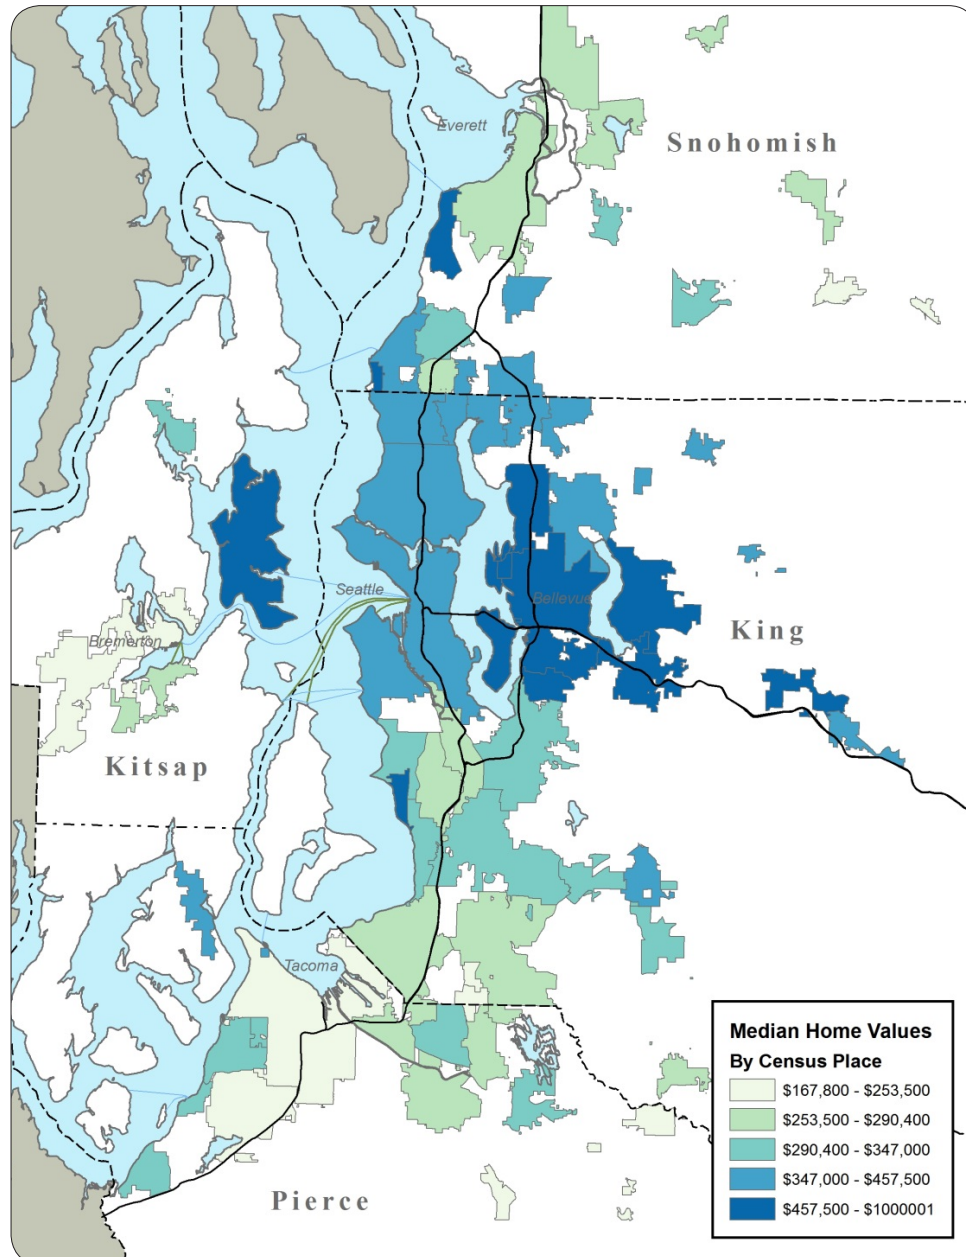 Everett
Snohomish
Seattle
Bellevue
Bremerton
King
Kitsap
Tacoma
Pierce
Median Home Values
By Census Place
$167,800 - $253,500
$253,500 - $290,400
$290,400 - $347,000
$347,000 - $457,500
$457,500 - $1000001